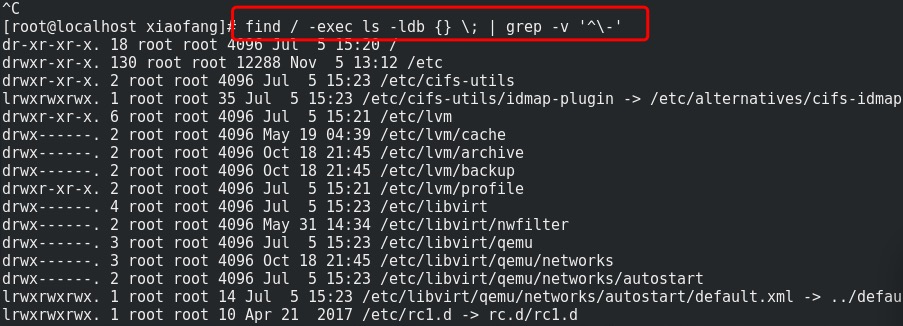 ^C
[root@localhost xiaofang]# find / -exec ls -ldb {} \; | grep -v '^\-'
dr-xr-xr-x. 18 root root 4096 Jul  5 15:20 /
drwxr-xr-x. 130 root root 12288 Nov  5 13:12 /etc
drwxr-xr-x. 2 root root 4096 Jul  5 15:23 /etc/cifs-utils
lrwxrwxrwx. 1 root root 35 Jul  5 15:23 /etc/cifs-utils/idmap-plugin -> /etc/alternatives/cifs-idmap
drwxr-xr-x. 6 root root 4096 Jul  5 15:21 /etc/lvm
drwx------. 2 root root 4096 May 19 04:39 /etc/lvm/cache
drwx------. 2 root root 4096 Oct 18 21:45 /etc/lvm/archive
drwx------. 2 root root 4096 Oct 18 21:45 /etc/lvm/backup
drwxr-xr-x. 2 root root 4096 Jul  5 15:21 /etc/lvm/profile
drwx------. 4 root root 4096 Jul  5 15:23 /etc/libvirt
drwx------. 2 root root 4096 May 31 14:34 /etc/libvirt/nwfilter
drwx------. 3 root root 4096 Jul  5 15:23 /etc/libvirt/qemu
drwx------. 3 root root 4096 Oct 18 21:45 /etc/libvirt/qemu/networks
drwx------. 2 root root 4096 Jul  5 15:23 /etc/libvirt/qemu/networks/autostart
lrwxrwxrwx. 1 root root 14 Jul  5 15:23 /etc/libvirt/qemu/networks/autostart/default.xml -> ../defau
lrwxrwxrwx. 1 root root 10 Apr 21  2017 /etc/rc1.d -> rc.d/rc1.d